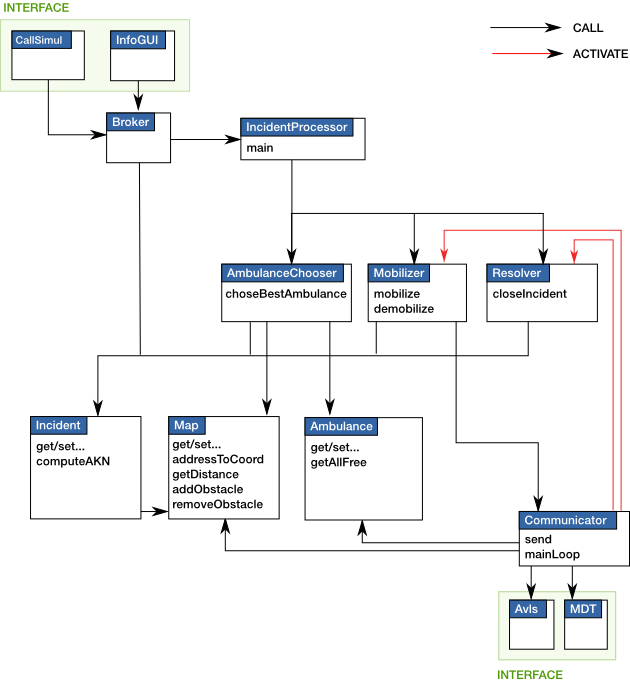 INTERFACE
CallSimul
InfoGUI
CALL
ACTIVATE
Broker
IncidentProcessor
main
AmbulanceChooser
choseBestAmbulance
Mobilizer
mobilize
demobilize
Resolver
closeIncident
Incident
get/set...
computeAKN
Map
get/set...
addressToCoord
getDistance
addObstacle
removeObstacle
Ambulance
get/set...
getAllFree
Communicator
send
mainLoop
Avls
MDT
INTERFACE